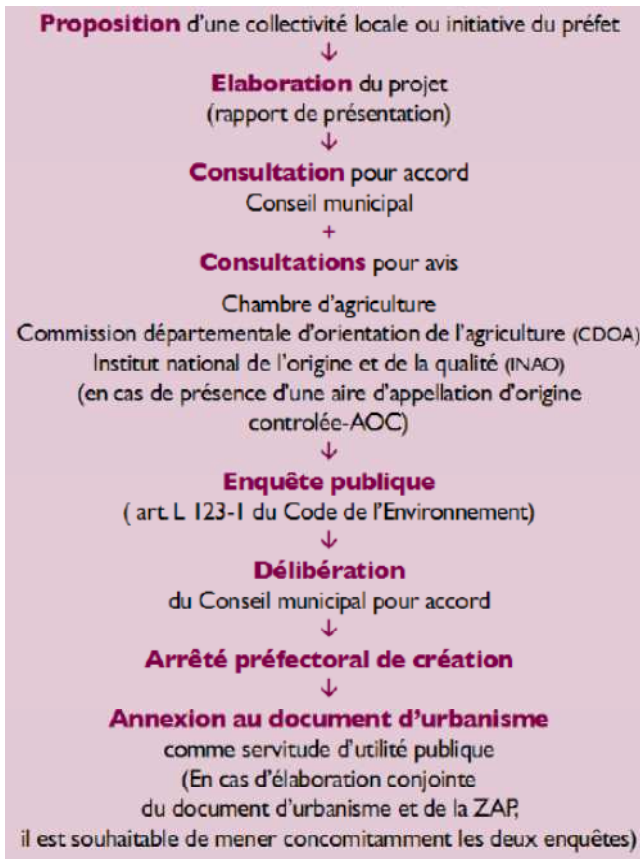 Proposition d'une collectivité locale ou initiative du préfet
↓
Elaboration du projet
(rapport de présentation)
↓
Consultation pour accord
Conseil municipal
+
Consultations pour avis
Chambre d'agriculture
Commission départementale d'orientation de l'agriculture (CDOA)
Institut national de l'origine et de la qualité (INAO)
(en cas de présence d'une aire d'appellation d'origine
controlée-AOC)
↓
Enquête publique
( art. L 123-1 du Code de l'Environnement)
↓
Délibération
du Conseil municipal pour accord
↓
Arrêté préfectoral de création
↓
Annexion au document d'urbanisme
comme servitude d'utilité publique
(En cas d'élaboration conjointe
du document d'urbanisme et de la ZAP,
il est souhaitable de mener concomitamment les deux enquêtes)